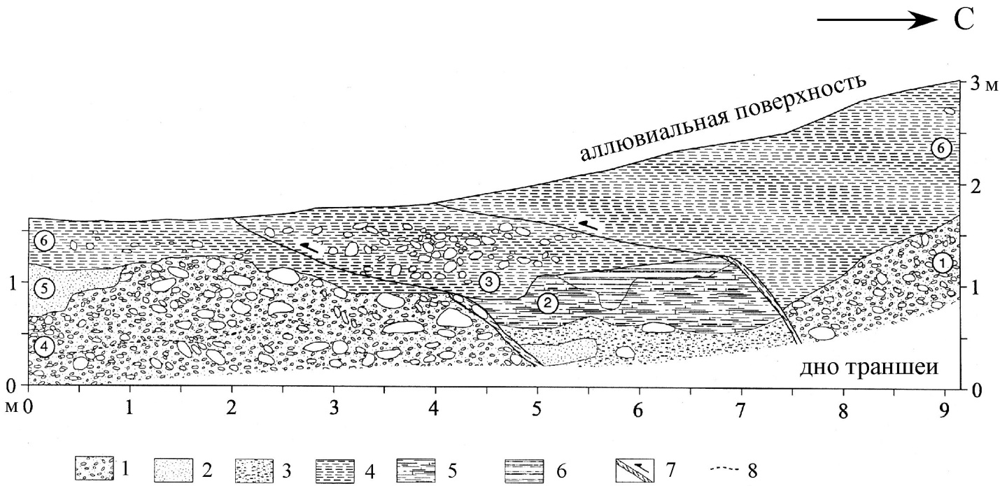 С
аллювиальная поверхность
3 м
6
2
6
1
5
3
2
1
1
4
дно траншеи
0
0
м 0 1 2 3 4 5 6 7 8 9
1 2 3 4 5 6 7 8